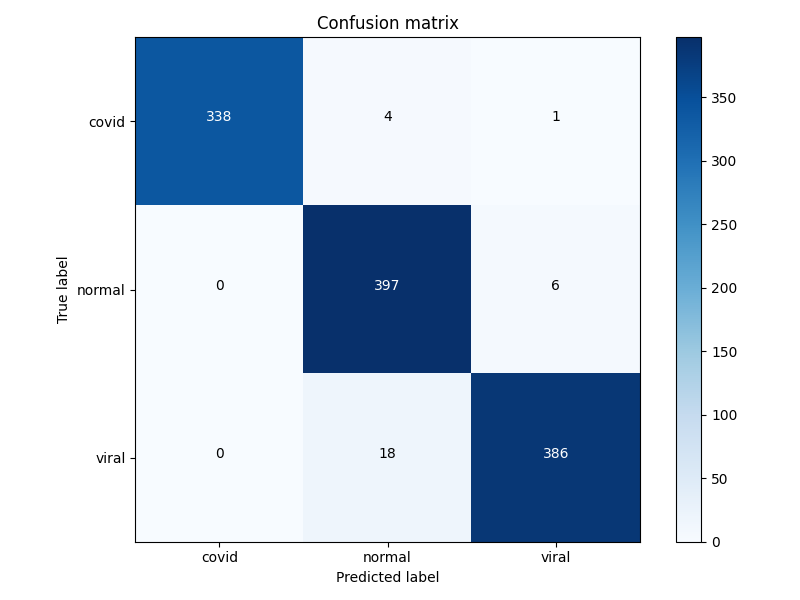 Confusion matrix
covid 338 4 1
normal 0 397 6
viral 0 18 386
covid normal viral
Predicted label
True label
350
300
250
200
150
100
50
0